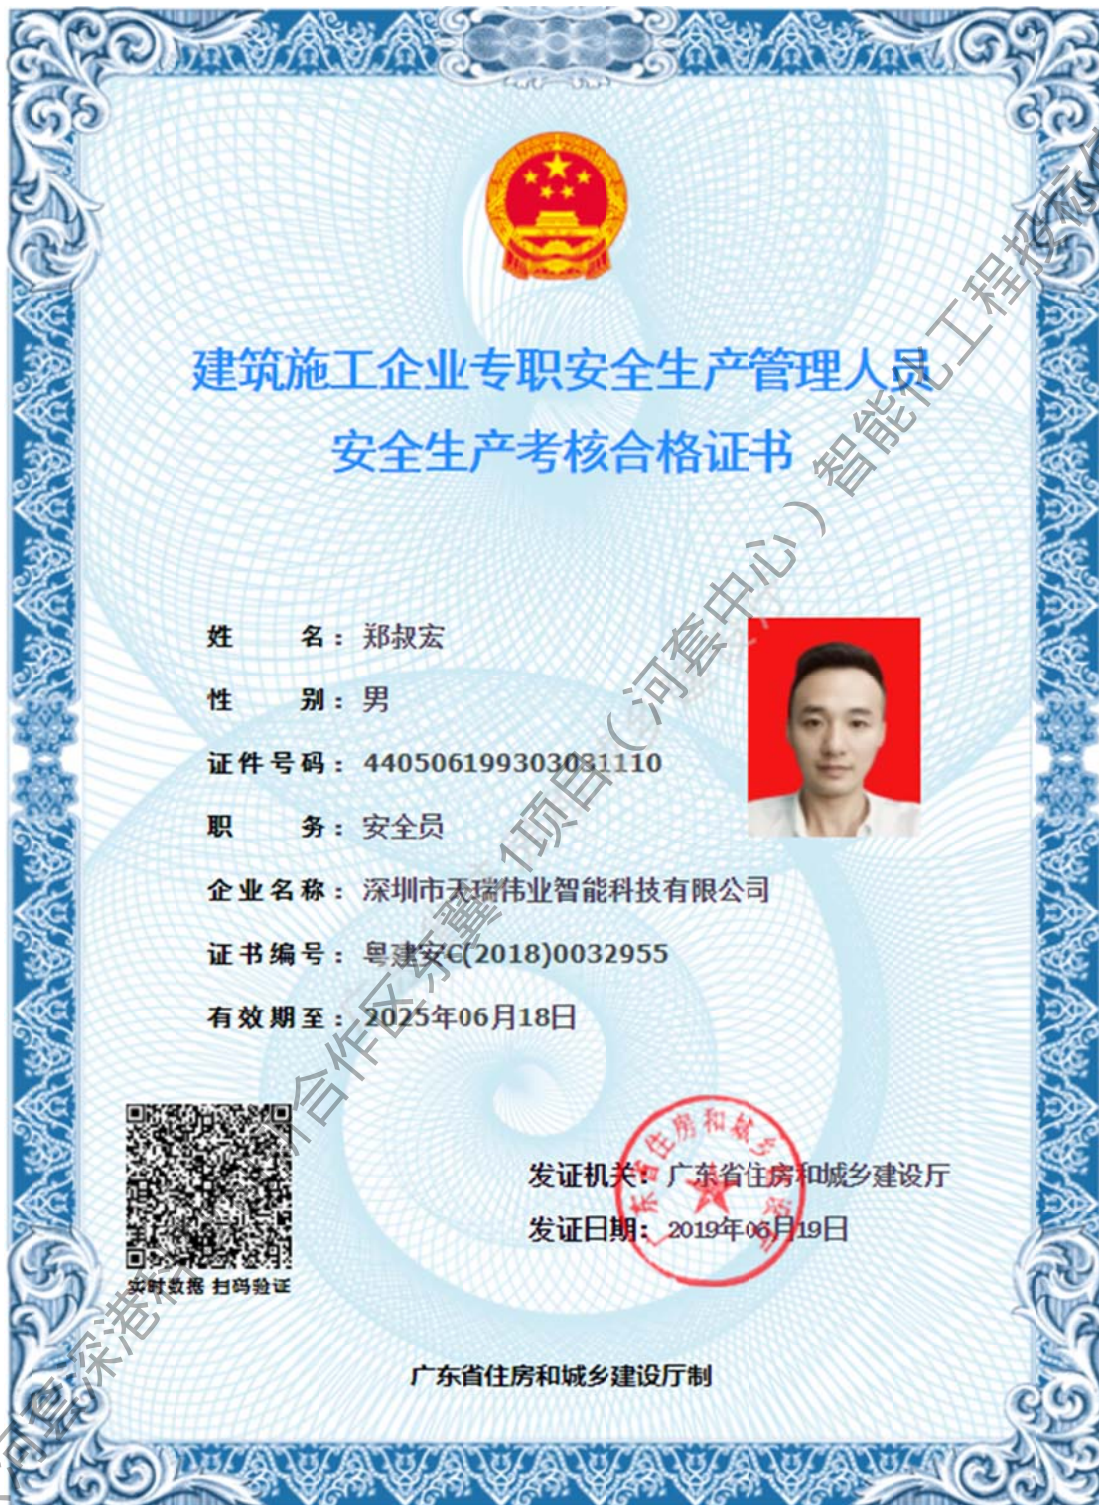 建筑施工企业专职安全生产管理人员
安全生产考核合格证书
姓 名：郑叔宏
性 别：男
证件号码：440506199303081110
职 务：安全员
企业名称：深圳市天瑞伟业智能科技有限公司
证书编号：粤建安C(2018)0032955
有效期至：2025年06月18日
实时数据 扫码验证
发证机关：广东省住房和城乡建设厅
发证日期：2019年06月19日
广东省住房和城乡建设厅制
河套深港科
合作区东翼-1项目（河套中心）智能化工程投标